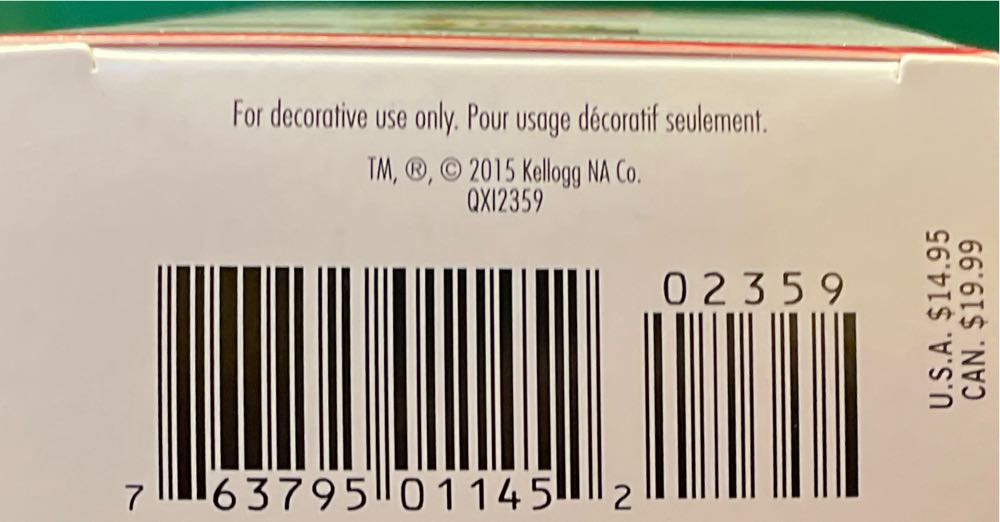 For decorative use only. Pour usage décoratif seulement.
TM, ®, © 2015 Kellogg NA Co.
QXI2359
02359
7 63795 01145 2
U.S.A. $14.95
CAN. $19.99